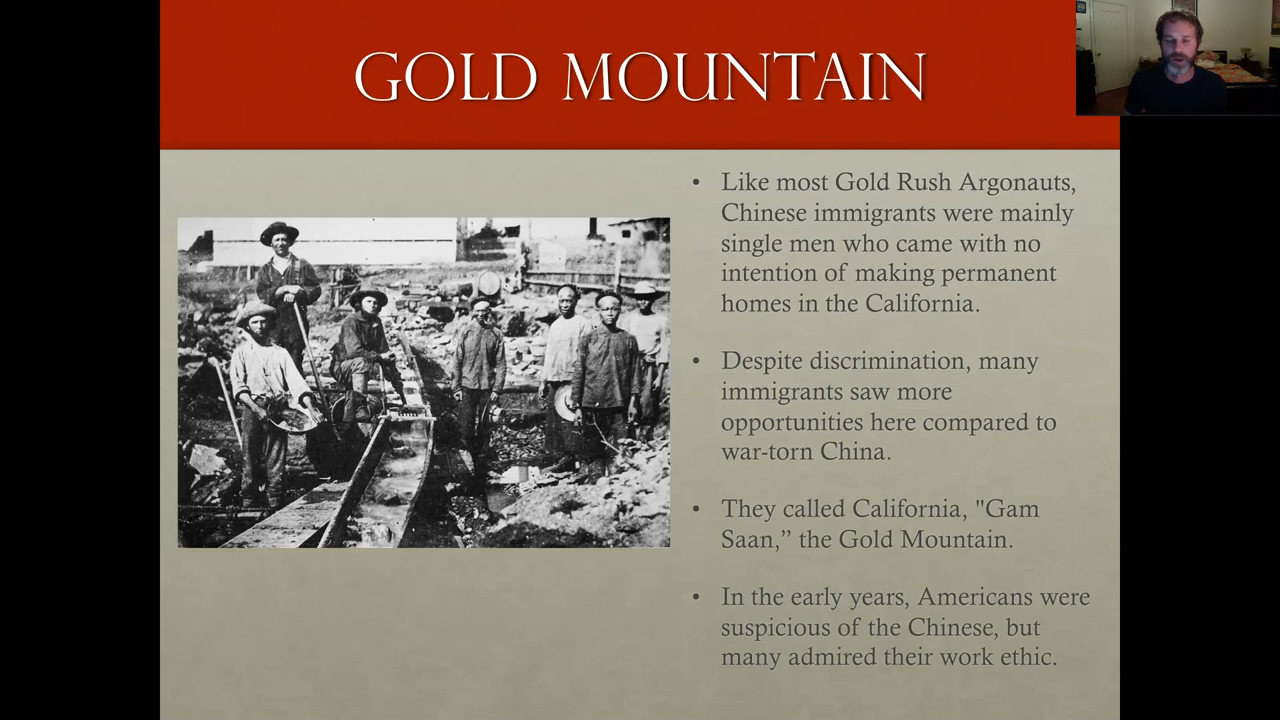 GOLD MOUNTAIN
• Like most Gold Rush Argonauts,
Chinese immigrants were mainly
single men who came with no
intention of making permanent
homes in the California.
• Despite discrimination, many
immigrants saw more
opportunities here compared to
war-torn China.
• They called California, "Gam
Saan,” the Gold Mountain.
• In the early years, Americans were
suspicious of the Chinese, but
many admired their work ethic.